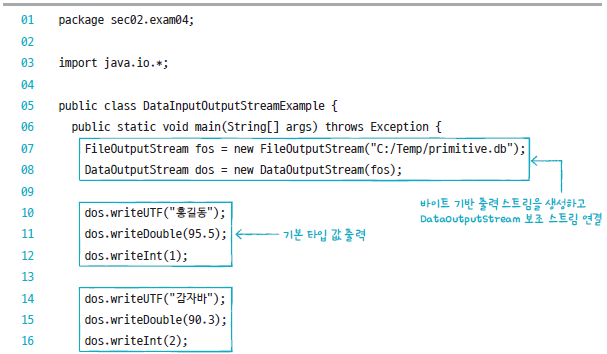 01 package sec02.exam04;
02
03 import java.io.*;
04
05 public class DataInputOutputStreamExample {
06 public static void main(String[] args) throws Exception {
07 FileOutputStream fos = new FileOutputStream("C:/Temp/primitive.db");
08 DataOutputStream dos = new DataOutputStream(fos);
09
바이트 기반 출력 스트림을 생성하고
DataOutputStream 보조 스트림 연결
10 dos.writeUTF("홍길동");
11 dos.writeDouble(95.5);
기본 타입 값 출력
12 dos.writeInt(1);
13
14 dos.writeUTF("감자바");
15 dos.writeDouble(90.3);
16 dos.writeInt(2);